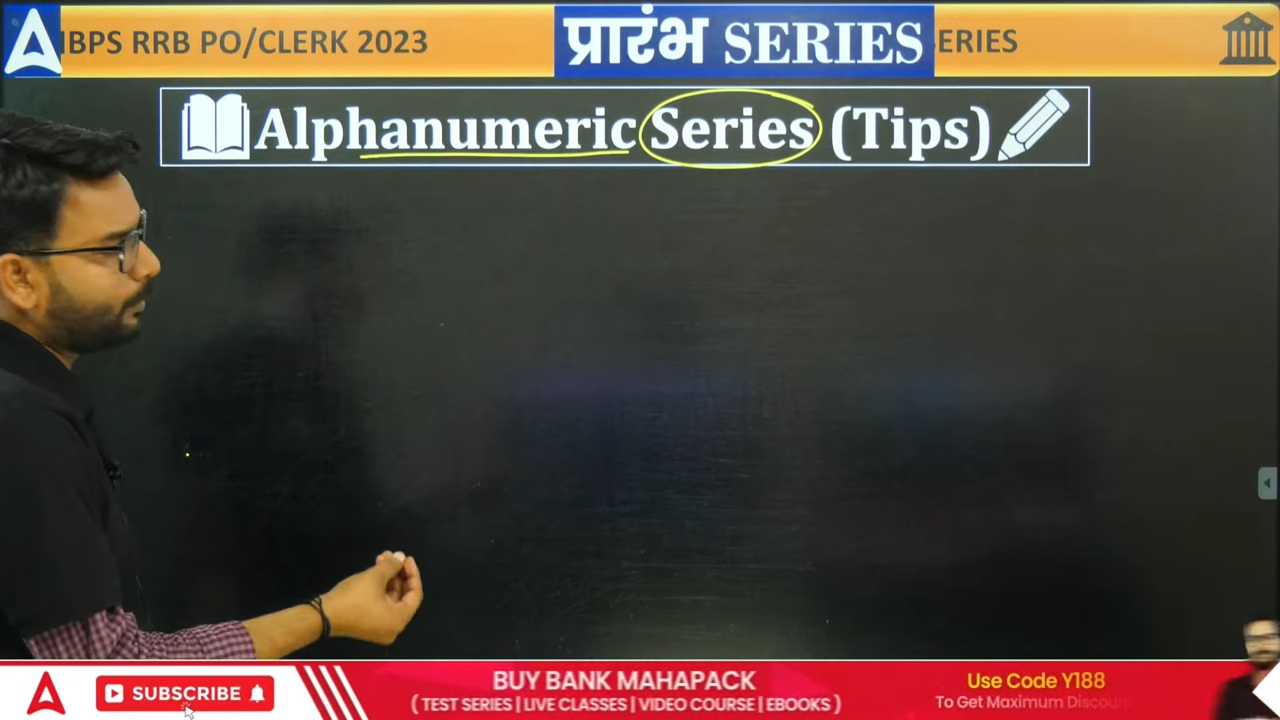 IBPS RRB PO/CLERK 2023
प्रारंभ SERIES
ERIES
Alphanumeric Series (Tips)
SUBSCRIBE
BUY BANK MAHAPACK
( TEST SERIES | LIVE CLASSES | VIDEO COURSE | EBOOKS )
Use Code Y188
To Get Maximum Discoun